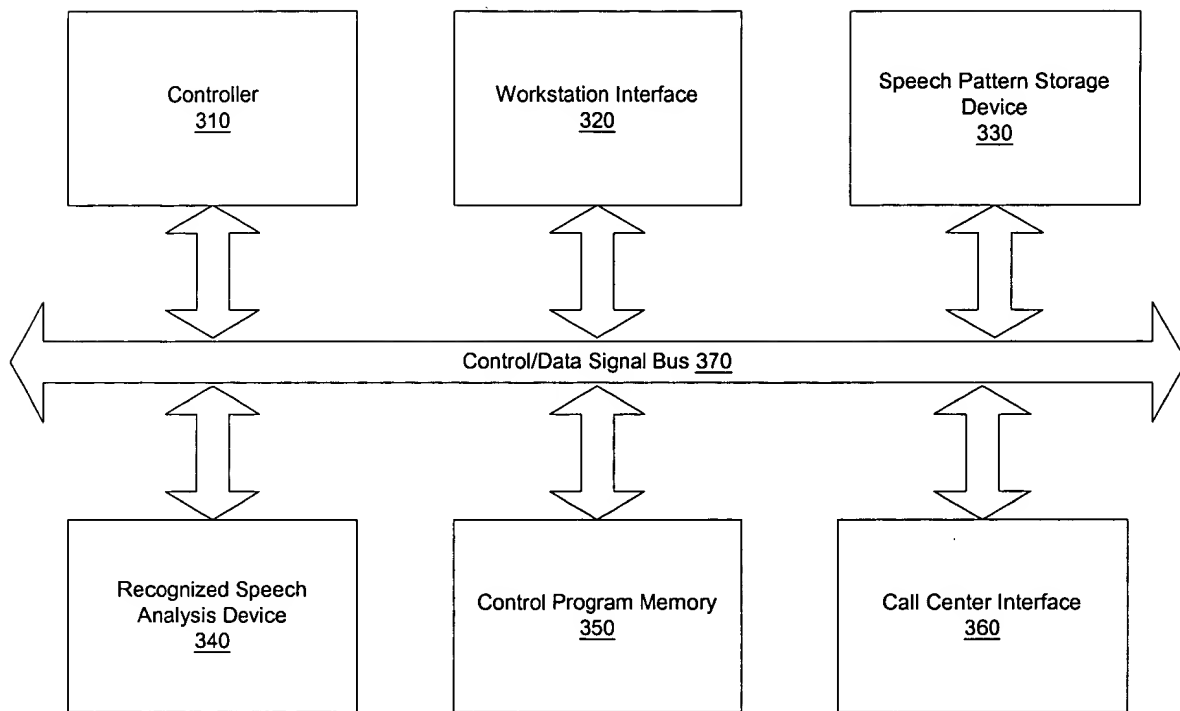 Controller
310
Workstation Interface
320
Speech Pattern Storage
Device
330
Control/Data Signal Bus 370
Recognized Speech
Analysis Device
340
Control Program Memory
350
Call Center Interface
360